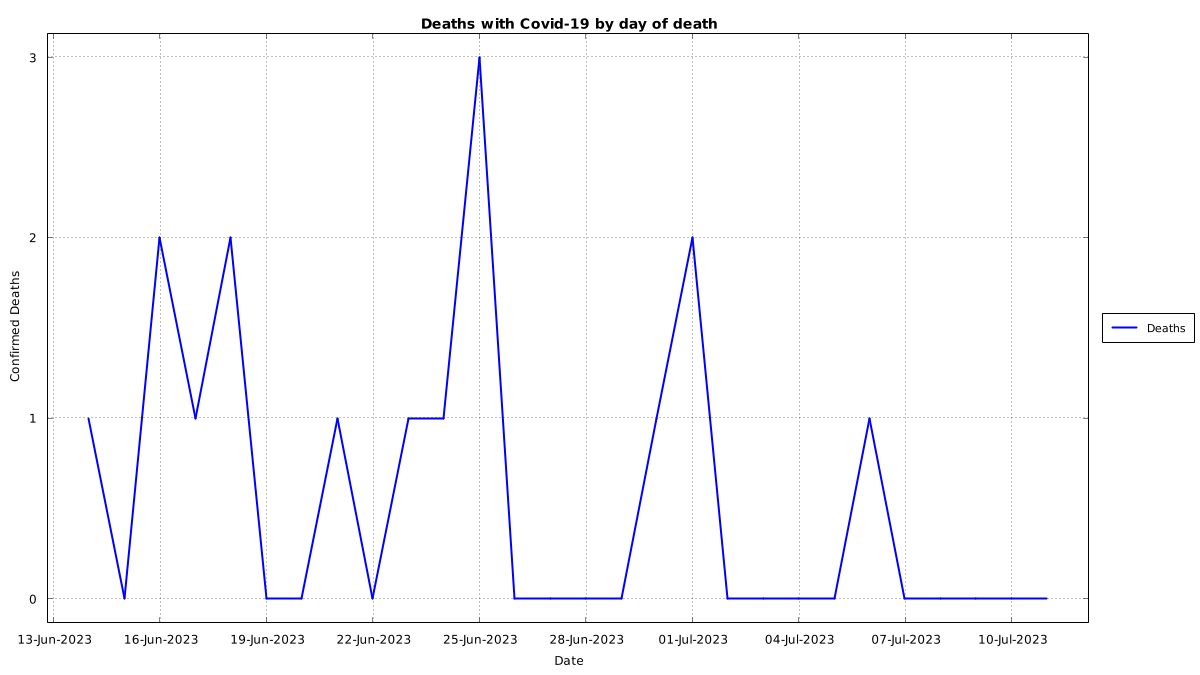 Deaths with Covid-19 by day of death
3
2
1
0
Confirmed Deaths
13-Jun-2023 16-Jun-2023 19-Jun-2023 22-Jun-2023 25-Jun-2023 28-Jun-2023 01-Jul-2023 04-Jul-2023 07-Jul-2023 10-Jul-2023
Date
Deaths